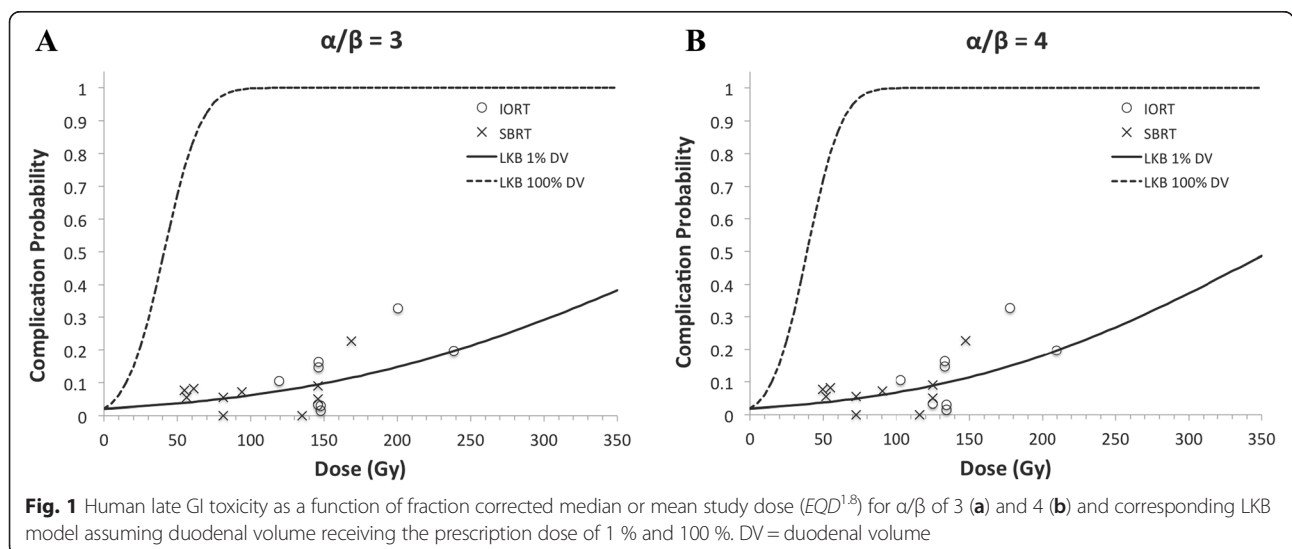 A
α/β = 3
Complication Probability
1
0.9
0.8
0.7
0.6
0.5
0.4
0.3
0.2
0.1
0
0 50 100 150 200 250 300 350
Dose (Gy)
IORT
SBRT
LKB 1% DV
LKB 100% DV
B
α/β = 4
Complication Probability
1
0.9
0.8
0.7
0.6
0.5
0.4
0.3
0.2
0.1
0
0 50 100 150 200 250 300 350
Dose (Gy)
IORT
SBRT
LKB 1% DV
LKB 100% DV
Fig. 1 Human late GI toxicity as a function of fraction corrected median or mean study dose (EQD1.8) for α/β of 3 (a) and 4 (b) and corresponding LKB
model assuming duodenal volume receiving the prescription dose of 1 % and 100 %. DV = duodenal volume